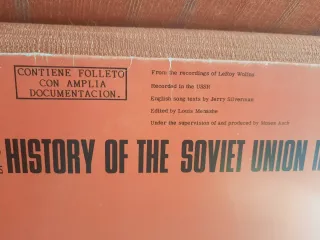 CONTIENE FOLLETO
CON AMPLIA
DOCUMENTACION.
From the recordings of LeRoy
Recorded in the USSR
English song texts by Jerry Silverman
Edited by Louis Menashe
Under the supervision of and produced by Moses Asch
HISTORY OF THE SOVIET UNION